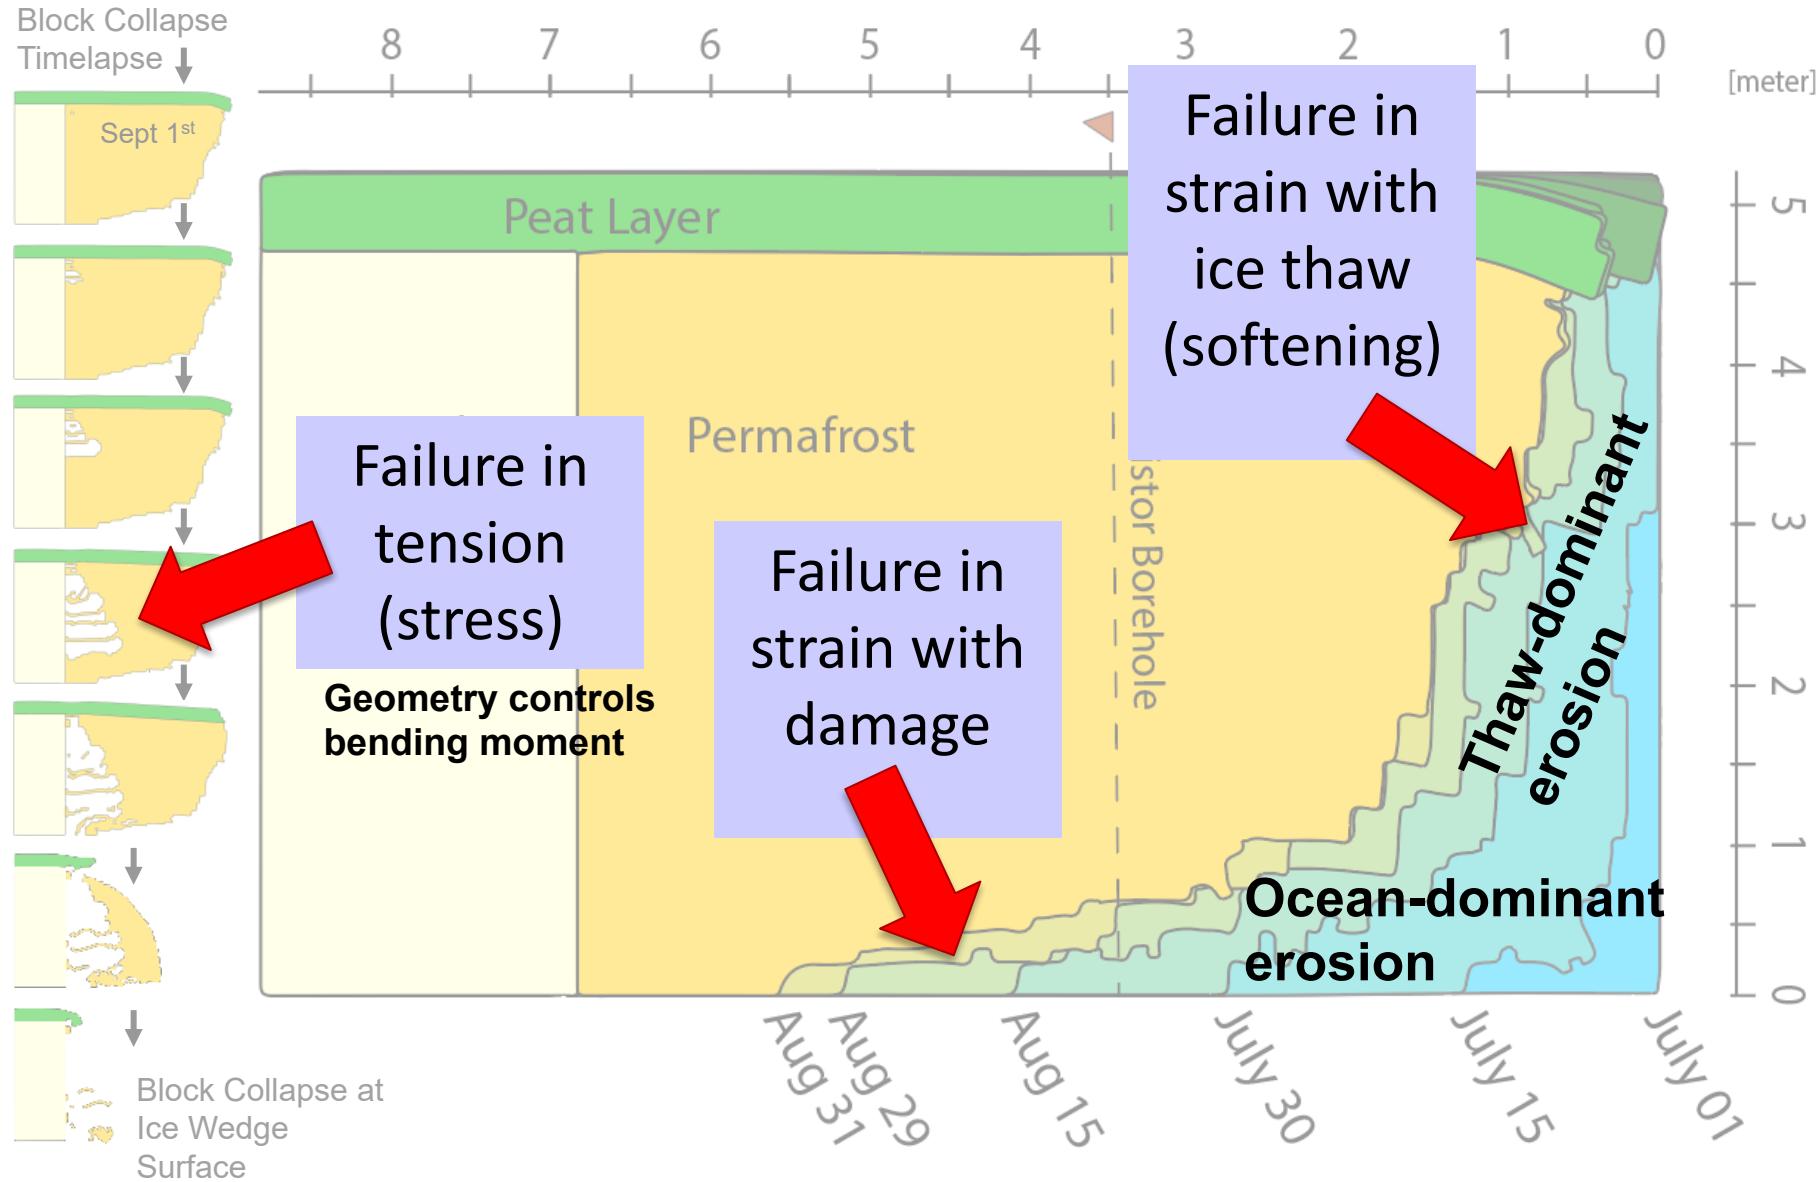 Block Collapse
Timelapse
8 7 6 5 4 3 2 1 0
[meter]
Sept 1st
Peat Layer
Permafrost
Failure in
strain with
ice thaw
(softening)
Failure in
tension
(stress)
Geometry controls
bending moment
Failure in
strain with
damage
stor Borehole
Thaw-dominant
erosion
Ocean-dominant
erosion
5
4
3
2
1
0
Aug 31
Aug 29
Aug 15
July 30
July 15
July 01
Block Collapse at
Ice Wedge
Surface